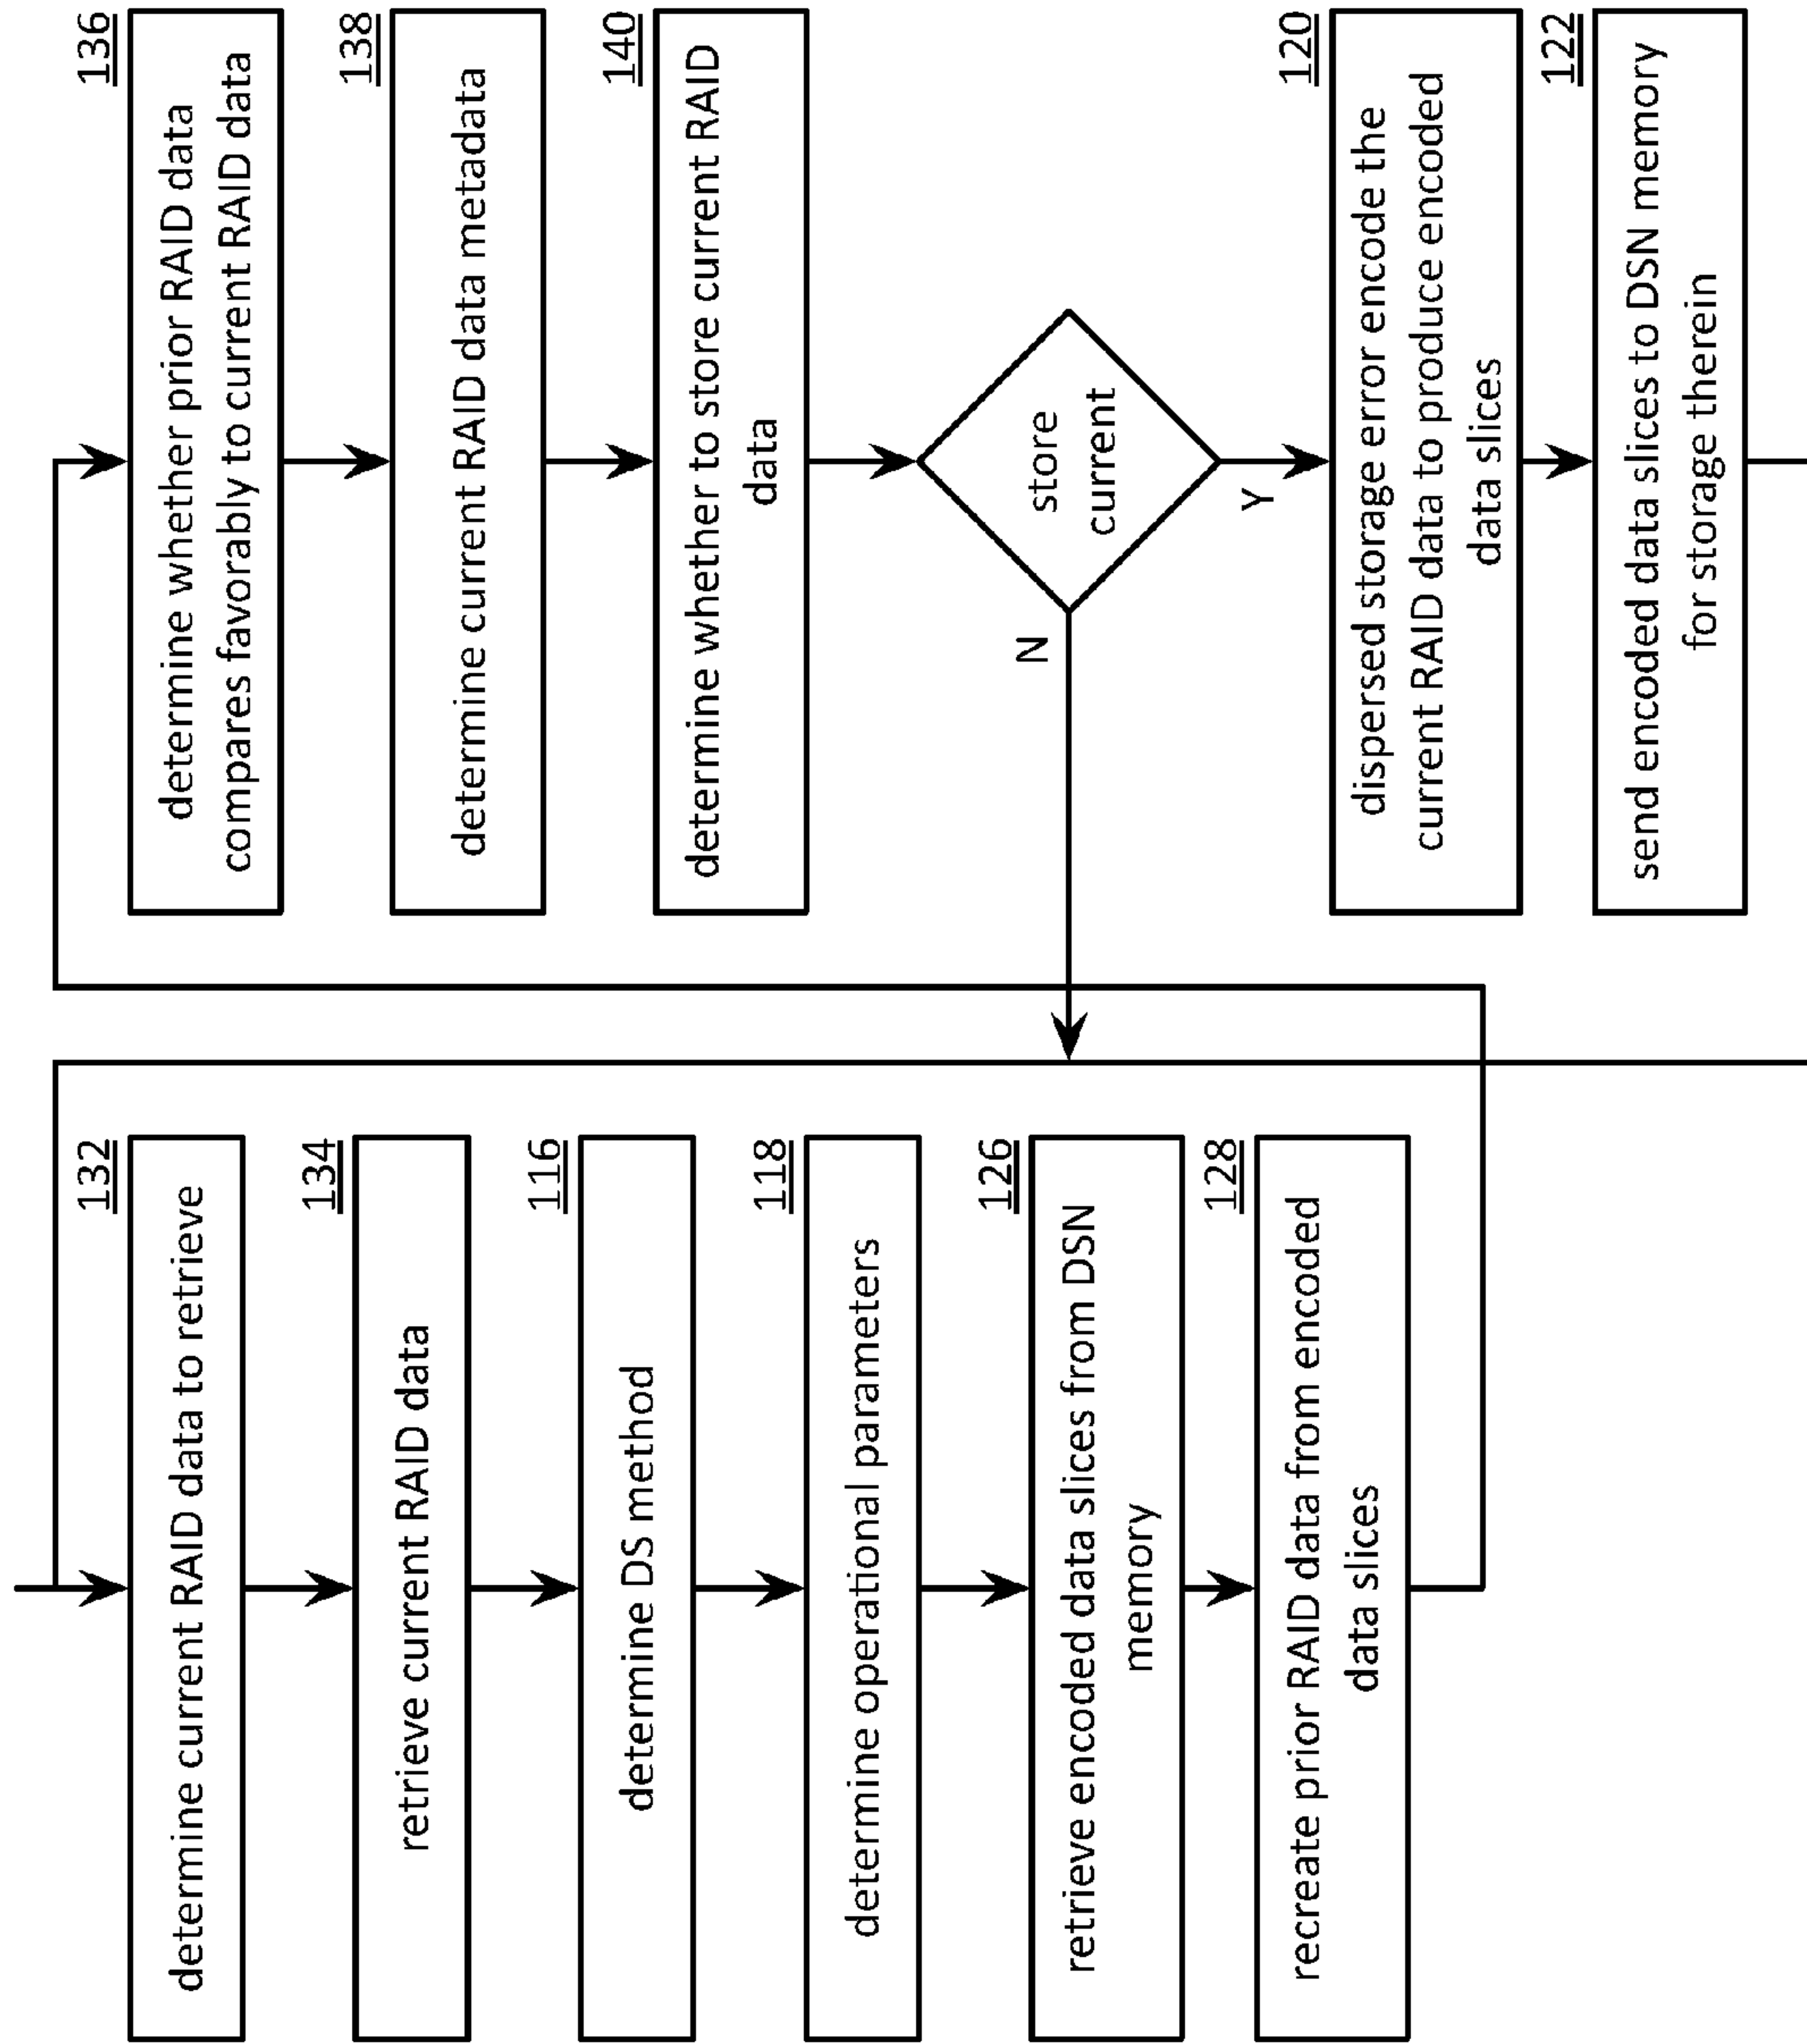 132
determine current RAID data to retrieve
134
retrieve current RAID data
116
determine DS method
118
determine operational parameters
126
retrieve encoded data slices from DSN
memory
128
recreate prior RAID data from encoded
data slices
136
determine whether prior RAID data
compares favorably to current RAID data
138
determine current RAID data metadata
140
determine whether to store current RAID
data
store
current
N
Y
120
dispersed storage error encode the
current RAID data to produce encoded
data slices
122
send encoded data slices to DSN memory
for storage therein